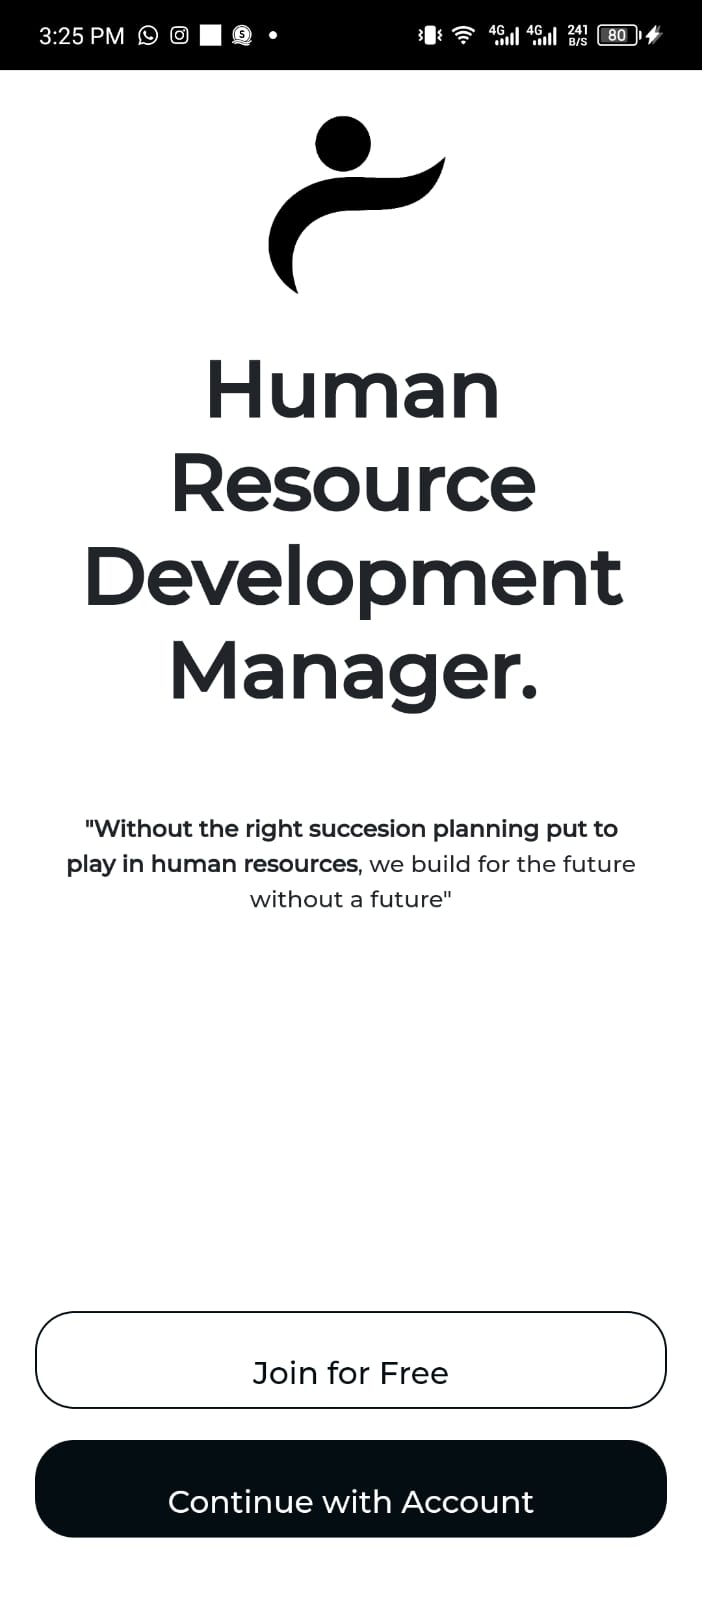 3:25 PM
4G 4G 241 B/S 80
Human
Resource
Development
Manager.
"Without the right succesion planning put to
play in human resources, we build for the future
without a future"
Join for Free
Continue with Account